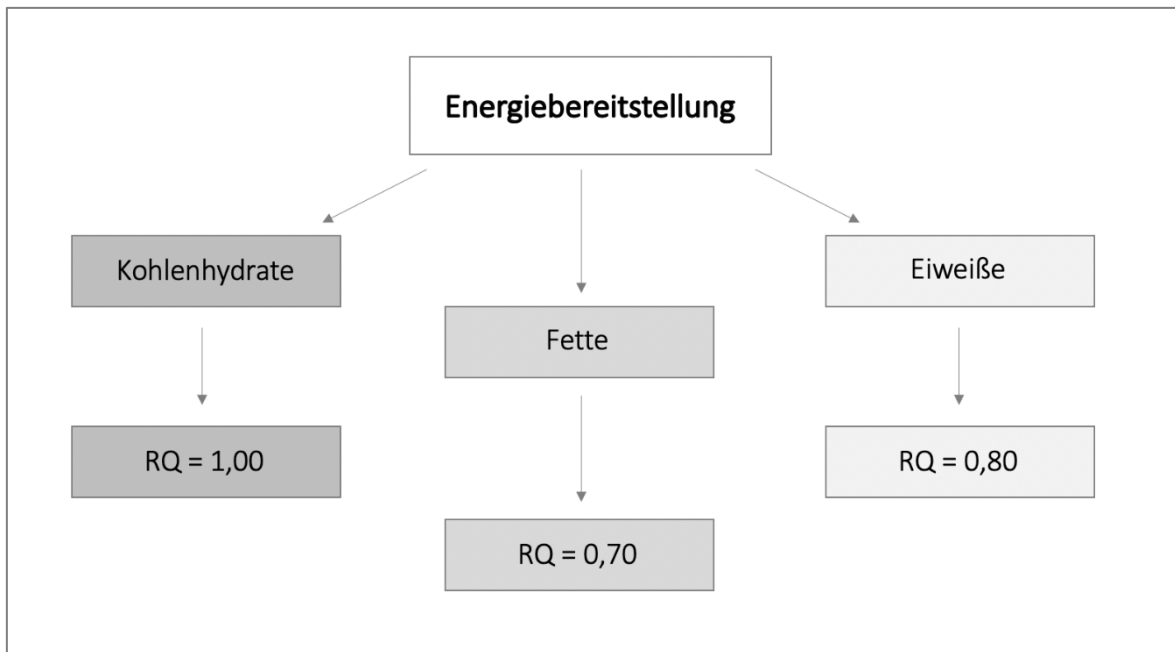 Energiebereitstellung
Kohlenhydrate
Eiweiße
Fette
RQ = 1,00
RQ = 0,80
RQ = 0,70